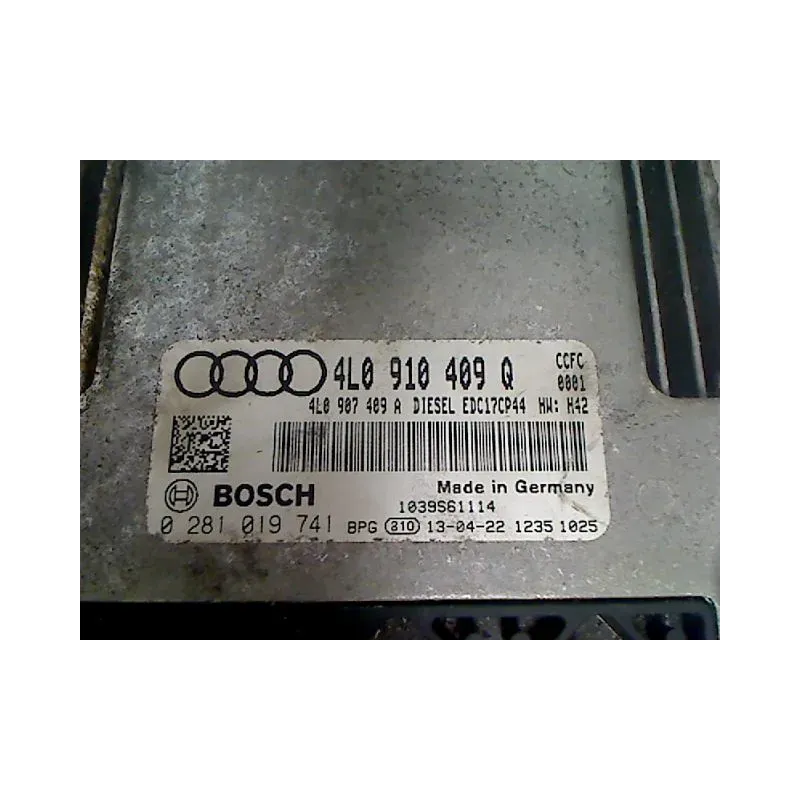 4L0 910 409 Q CCFC 0001
4L0 907 409 A DIESEL EDC17CP44 HW: H42
BOSCH Made in Germany
1039S61114
0 281 019 741 BPG 310 13-04-22 1235 1025